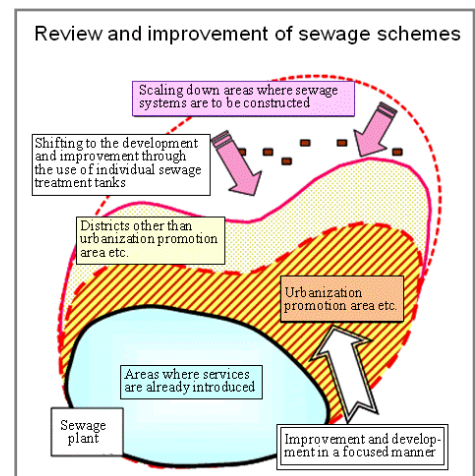 Review and improvement of sewage schemes
Scaling down areas where sewage
systems are to be constructed
Shifting to the development
and improvement through
the use of individual sewage
treatment tanks
Districts other than
urbanization promotion
area etc.
Urbanization
promotion area etc.
Areas where services
are already introduced
Sewage
plant
Improvement and develop-
ment in a focused manner